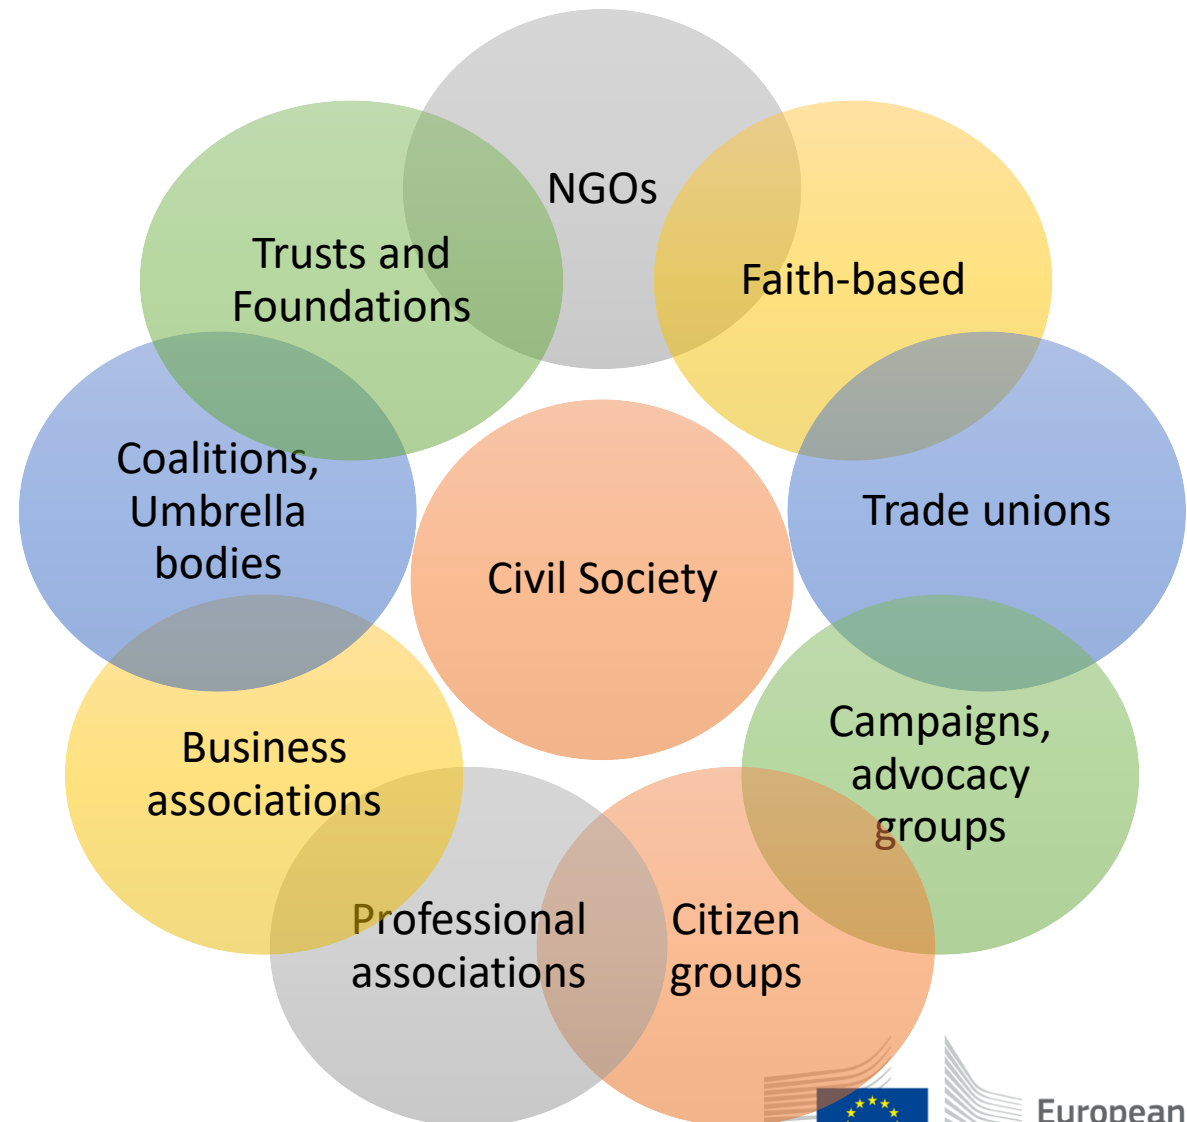 NGOs
Trusts and
Foundations
Faith-based
Coalitions,
Umbrella
bodies
Trade unions
Civil Society
Campaigns,
advocacy
groups
Business
associations
Professional
associations
Citizen
groups
European